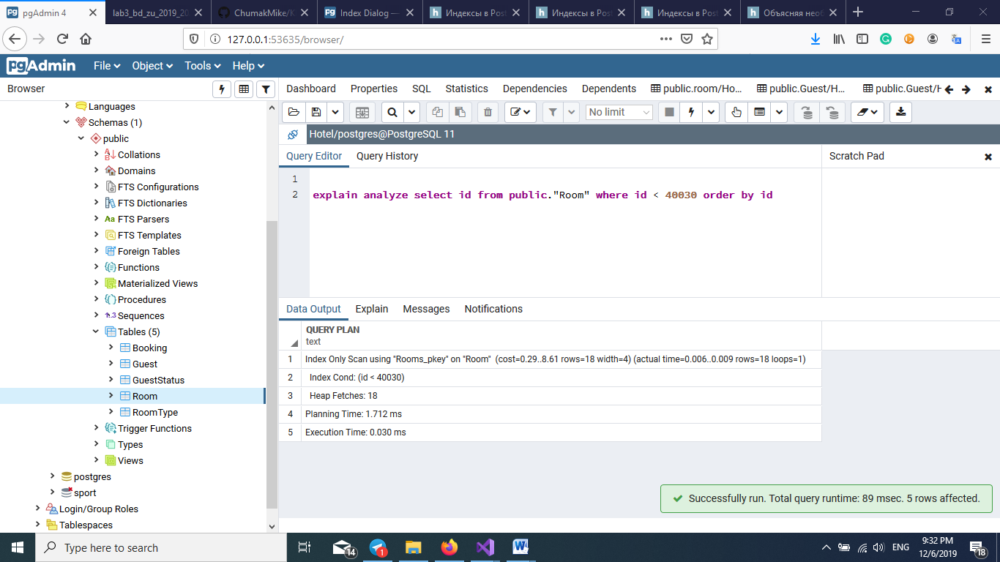 pgAdmin 4
lab3_bd_zu_2019_20
ChumakMike/K
Index Dialog —
Индексы в Post
Индексы в Post
Индексы в Post
Объясняя необ
127.0.0.1:53635/browser/
pgAdmin File Object Tools Help
Browser
Dashboard Properties SQL Statistics Dependencies Dependents public.room/Ho... public.Guest/H... public.Guest/H
Languages
Schemas (1)
public
Collations
Domains
FTS Configurations
FTS Dictionaries
Aa FTS Parsers
FTS Templates
Foreign Tables
Functions
Materialized Views
Procedures
1..3 Sequences
Tables (5)
Booking
Guest
GuestStatus
Room
RoomType
Trigger Functions
Types
Views
postgres
sport
Login/Group Roles
Tablespaces
No limit
Hotel/postgres@PostgreSQL 11
Query Editor Query History
Scratch Pad
1
2 explain analyze select id from public."Room" where id < 40030 order by id
Data Output Explain Messages Notifications
QUERY PLAN
text
1 Index Only Scan using "Rooms_pkey" on "Room" (cost=0.29..8.61 rows=18 width=4) (actual time=0.006..0.009 rows=18 loops=1)
2 Index Cond: (id < 40030)
3 Heap Fetches: 18
4 Planning Time: 1.712 ms
5 Execution Time: 0.030 ms
Successfully run. Total query runtime: 89 msec. 5 rows affected.
Type here to search
14
1
ENG
9:32 PM
12/6/2019
18